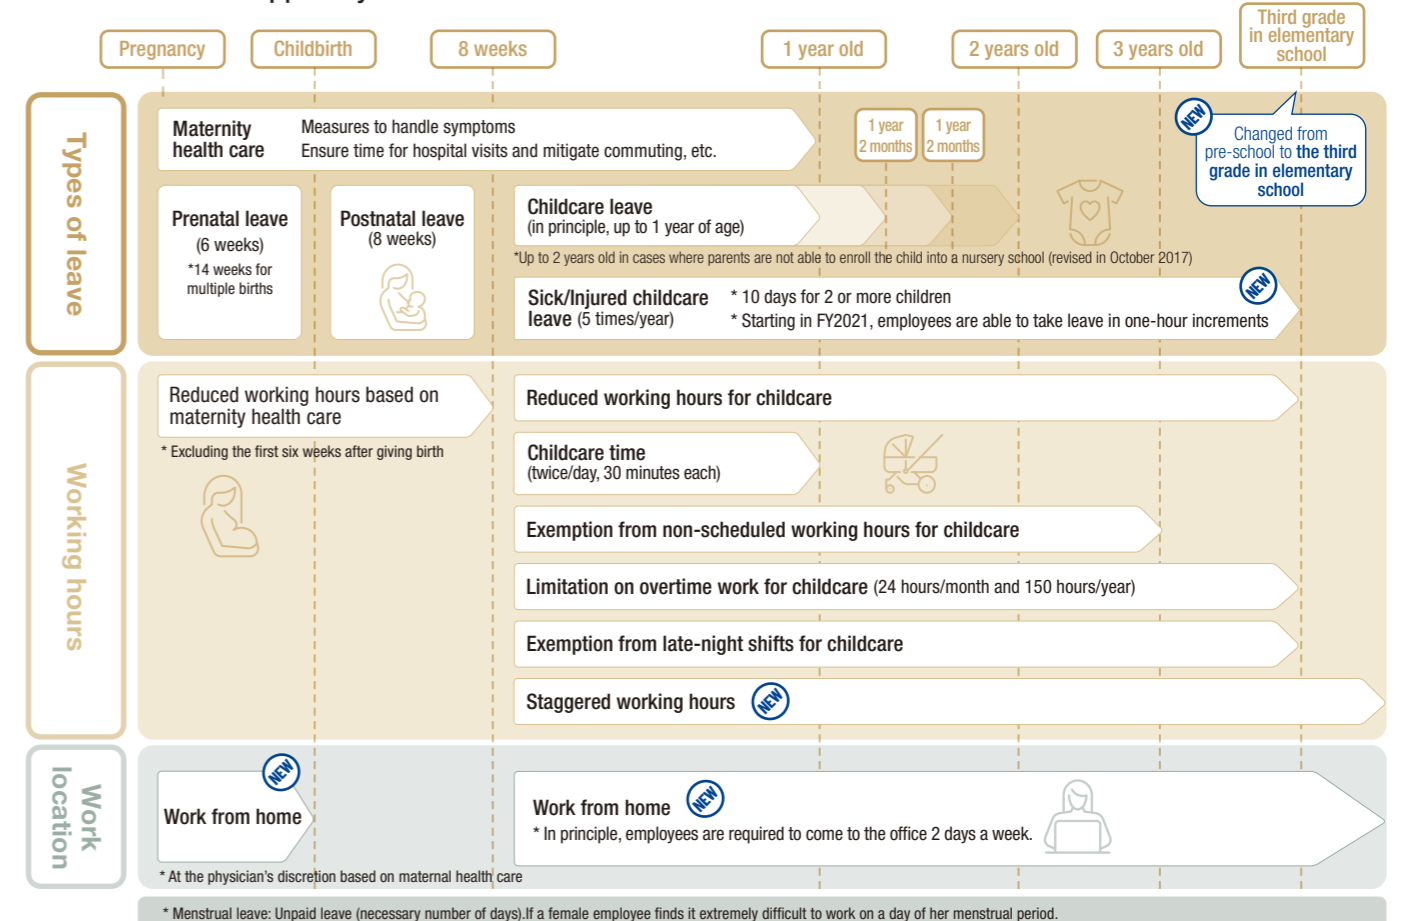 Pregnancy
Childbirth
8 weeks
1 year old
2 years old
3 years old
Third grade
in elementary
school
Types of leave
Maternity
health care
Measures to handle symptoms
Ensure time for hospital visits and mitigate commuting, etc.
1 year
2 months
1 year
2 months
NEW
Changed from
pre-school to the third
grade in elementary
school
Prenatal leave
(6 weeks)
*14 weeks for
multiple births
Postnatal leave
(8 weeks)
Childcare leave
(in principle, up to 1 year of age)
*Up to 2 years old in cases where parents are not able to enroll the child into a nursery school (revised in October 2017)
Sick/Injured childcare
leave (5 times/year)
* 10 days for 2 or more children
* Starting in FY2021, employees are able to take leave in one-hour increments
NEW
Working hours
Reduced working hours based on
maternity health care
* Excluding the first six weeks after giving birth
Reduced working hours for childcare
Childcare time
(twice/day, 30 minutes each)
Exemption from non-scheduled working hours for childcare
Limitation on overtime work for childcare (24 hours/month and 150 hours/year)
Exemption from late-night shifts for childcare
Staggered working hours
NEW
Work
location
NEW
Work from home
* At the physician's discretion based on maternal health care
Work from home
NEW
* In principle, employees are required to come to the office 2 days a week.
* Menstrual leave: Unpaid leave (necessary number of days).If a female employee finds it extremely difficult to work on a day of her menstrual period.